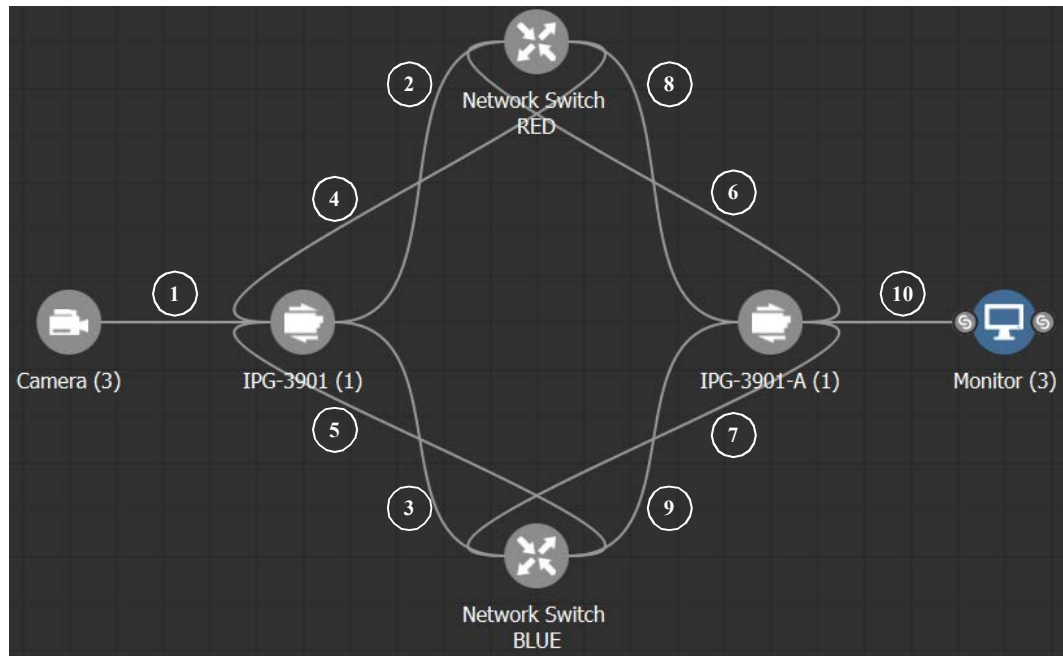 2
8
Network Switch
RED
4
6
1
10
Camera (3)
IPG-3901 (1)
IPG-3901-A (1)
Monitor (3)
5
7
3
9
Network Switch
BLUE